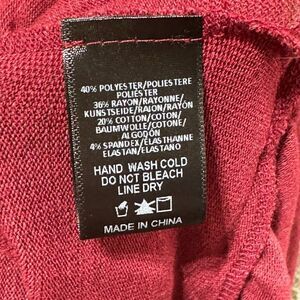 40% POLYESTER/POLIESTERE
POLIÉSTER
36% RAYON/RAYONNE/
KUNSTSEIDE/RAION/RAYÓN
20% COTTON/COTON/
BAUMWOLLE/COTONE/
ALGODÓN
4% SPANDEX/ÉLASTHANNE
ELASTAN/ELASTANO
HAND WASH COLD
DO NOT BLEACH
LINE DRY
MADE IN CHINA